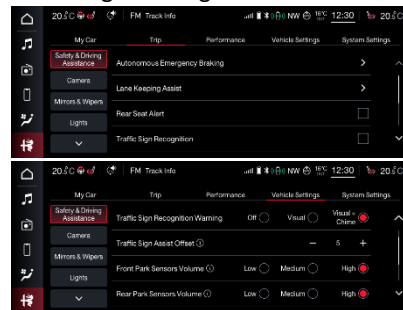 20.5°C FM Track Info NW 16°C OUT 12:30 20.5°C
My Car Trip Performance Vehicle Settings System Settings
Safety & Driving
Assistance
Autonomous Emergency Braking
Camera
Lane Keeping Assist
Mirrors & Wipers
Rear Seat Alert
Lights
Traffic Sign Recognition
20.5°C FM Track Info NW 16°C OUT 12:30 20.5°C
My Car Trip Performance Vehicle Settings System Settings
Safety & Driving
Assistance
Traffic Sign Recognition Warning Off Visual Visual +
Chime
Camera
Traffic Sign Assist Offset - 5 +
Mirrors & Wipers
Front Park Sensors Volume Low Medium High
Lights
Rear Park Sensors Volume Low Medium High